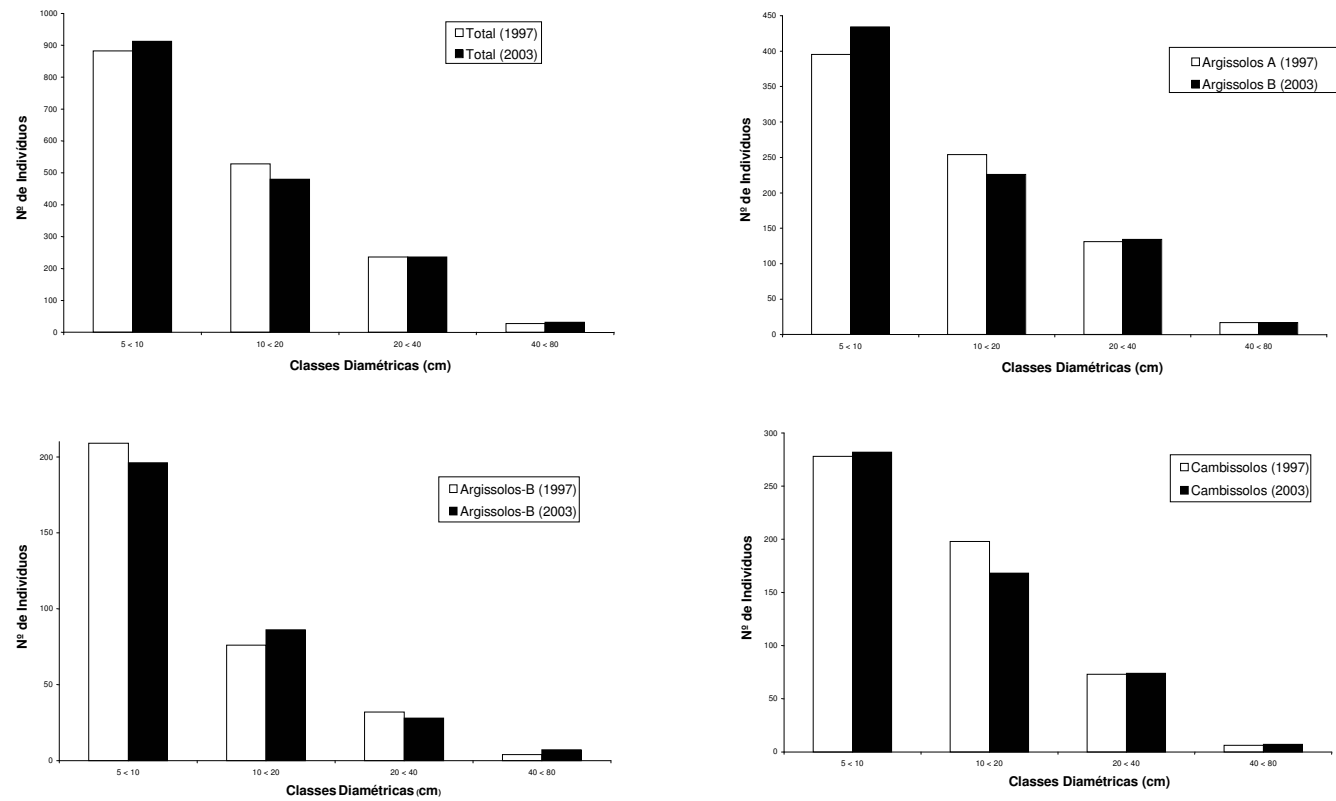 1000
900
800
700
600
500
400
300
200
100
0
Nº de Indivíduos
Total (1997)
Total (2003)
5 < 10 10 < 20 20 < 40 40 < 80
Classes Diamétricas (cm)
450
400
350
300
250
200
150
100
50
0
Nº de Indivíduos
Argissolos A (1997)
Argissolos B (2003)
5 < 10 10 < 20 20 < 40 40 < 80
Classes Diamétricas (cm)
200
150
100
50
0
Nº de Indivíduos
Argissolos-B (1997)
Argissolos-B (2003)
5 < 10 10 < 20 20 < 40 40 < 80
Classes Diamétricas (cm)
300
250
200
150
100
50
0
Nº de Indivíduos
Cambissolos (1997)
Cambissolos (2003)
5 < 10 10 < 20 20 < 40 40 < 80
Classes Diamétricas (cm)